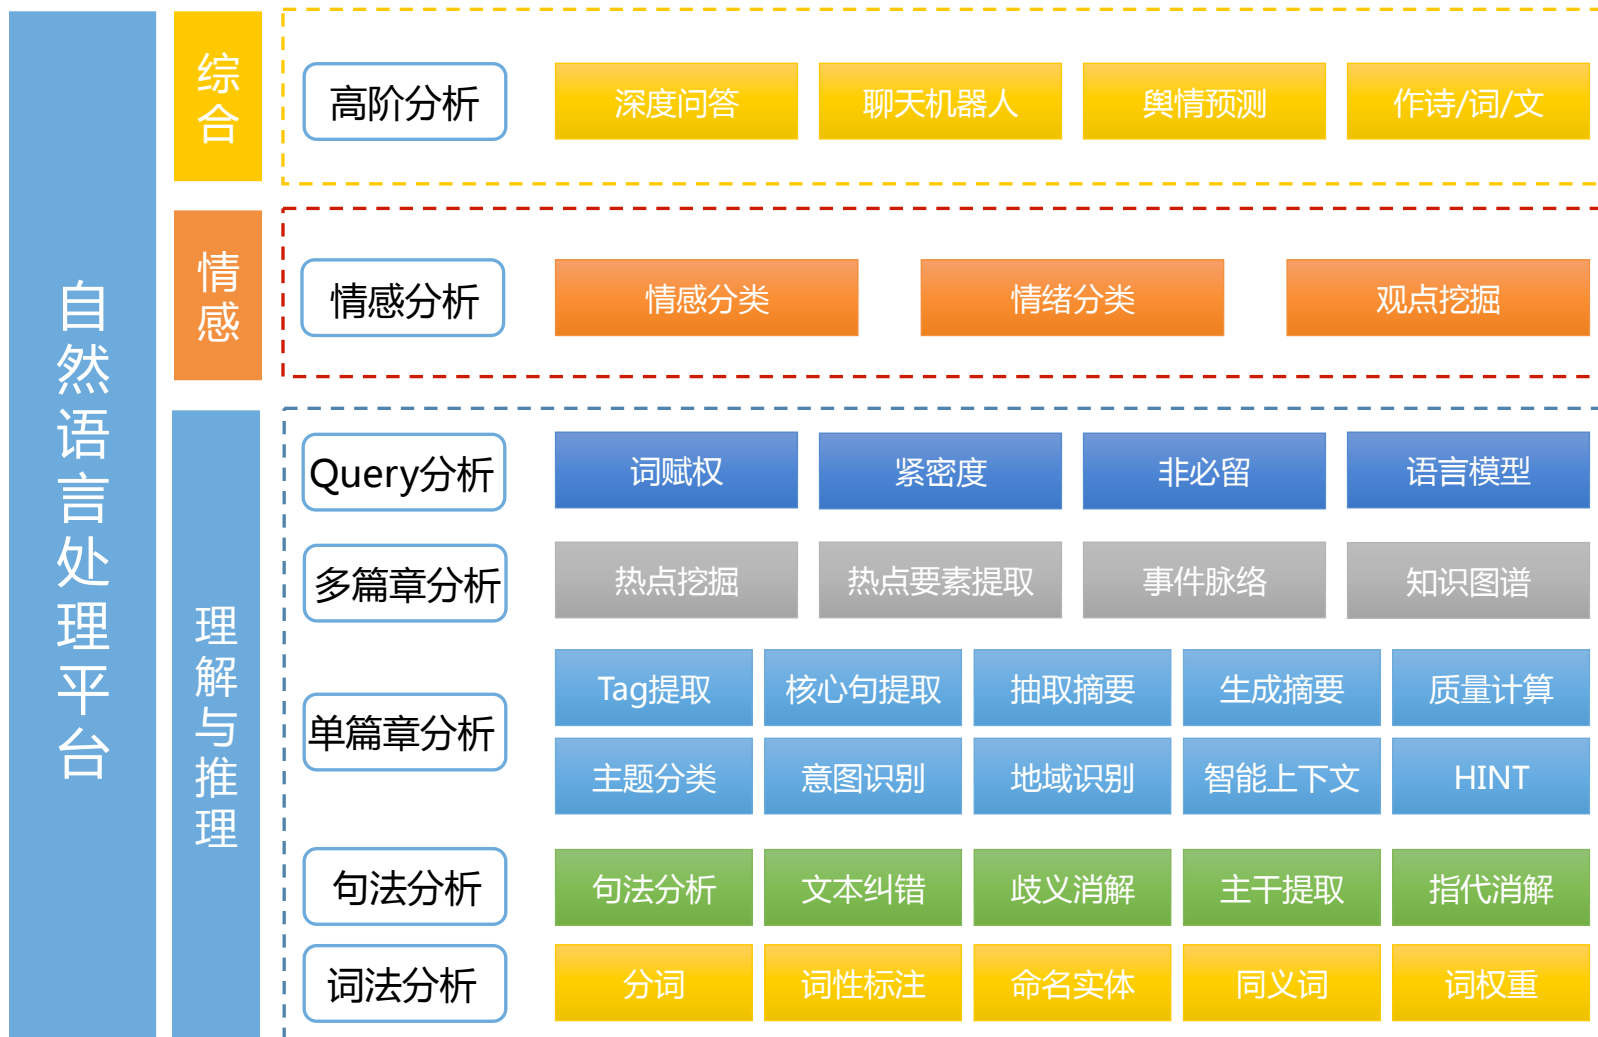 自然语言处理平台
综合
高阶分析
深度问答
聊天机器人
舆情预测
作诗/词/文
情感
情感分析
情感分类
情绪分类
观点挖掘
理解与推理
Query分析
词赋权
紧密度
非必留
语言模型
多篇章分析
热点挖掘
热点要素提取
事件脉络
知识图谱
单篇章分析
Tag提取
核心句提取
抽取摘要
生成摘要
质量计算
主题分类
意图识别
地域识别
智能上下文
HINT
句法分析
句法分析
文本纠错
歧义消解
主干提取
指代消解
词法分析
分词
词性标注
命名实体
同义词
词权重